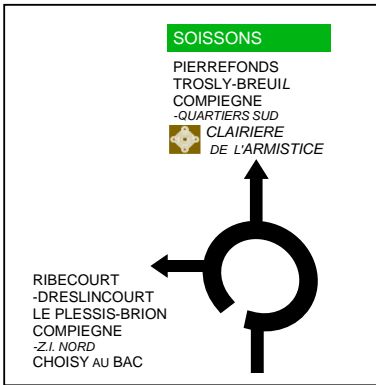 SOISSONS
PIERREFONDS
TROSLY-BREUIL
COMPIEGNE
-QUARTIERS SUD
CLAIRIERE
DE L'ARMISTICE
RIBECOURT
-DRESLINCOURT
LE PLESSIS-BRION
COMPIEGNE
-Z.I. NORD
CHOISY AU BAC